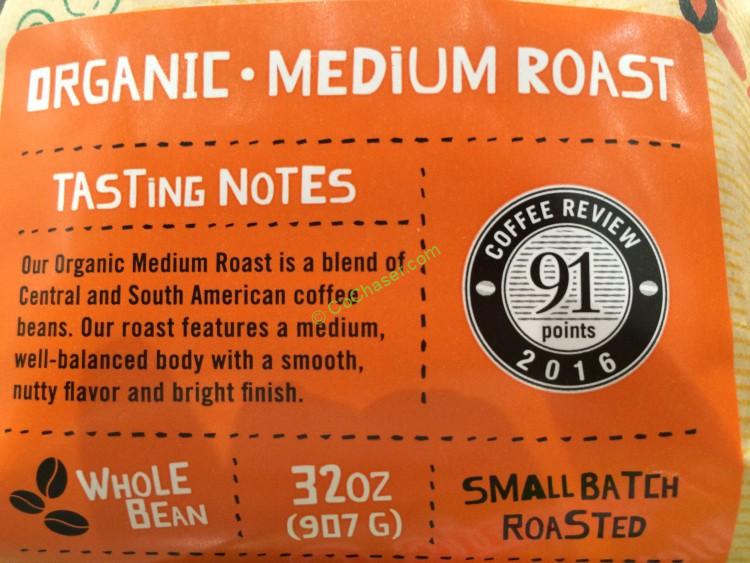 ORGANIC • MEDIUM ROAST
TASTING NOTES
Our Organic Medium Roast is a blend of
Central and South American coffee
beans. Our roast features a medium,
well-balanced body with a smooth,
nutty flavor and bright finish.
COFFEE REVIEW
91
points
2016
© CoChaser.com
WHOLE
BEAN
32OZ
(907 G)
SMALL BATCH
ROASTED